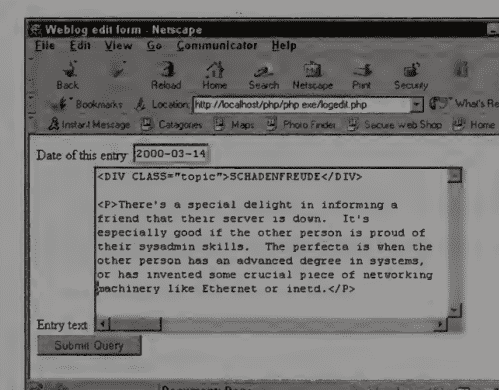 Weblog edit form - Netscape
File Edit View Go Communicator Help
Back Reload Home Search Netscape Print Security
Bookmarks Location: http://localhost/php/php.exe/logedit.php What's Re
Instant Message Categories Maps Photo Finder Secure Web Shop Home
Date of this entry 2000-03-14
<DIV CLASS="topic">SCHADENFREUDE</DIV>
<P>There's a special delight in informing a
friend that their server is down. It's
especially good if the other person is proud of
their sysadmin skills. The perfecta is when the
other person has an advanced degree in systems,
or has invented some crucial piece of networking
machinery like Ethernet or inetd.</P>
Entry text
Submit Query